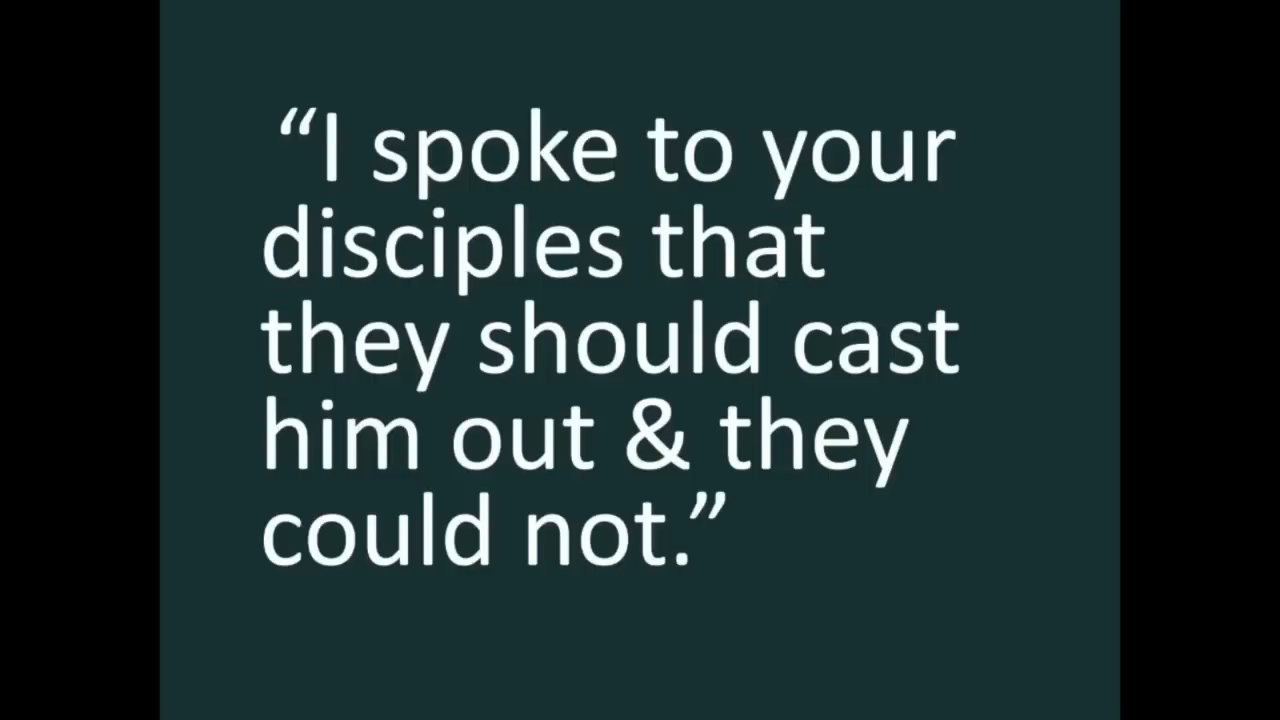 “I spoke to your
disciples that
they should cast
him out & they
could not.”